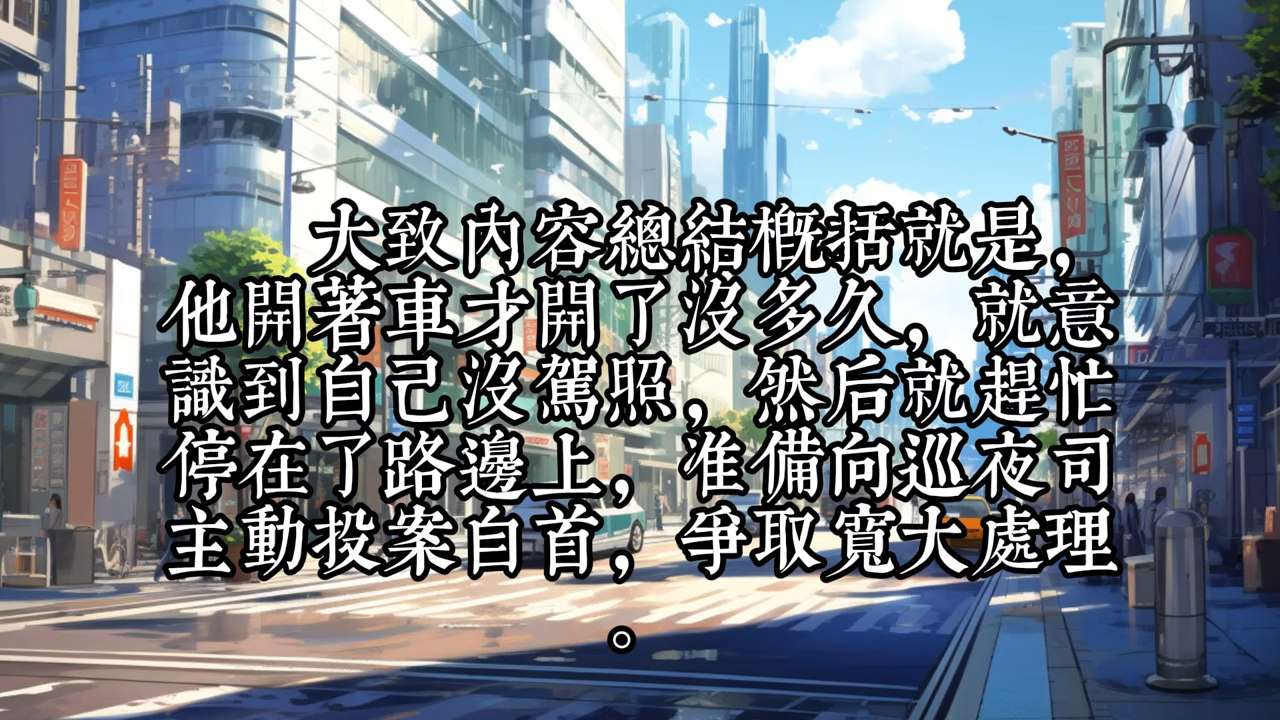 大致內容總結概括就是，
他開著車才開了沒多久，就意
識到自己沒駕照，然后就趕忙
停在了路邊上，准備向巡夜司
主動投案自首，爭取寬大處理
。